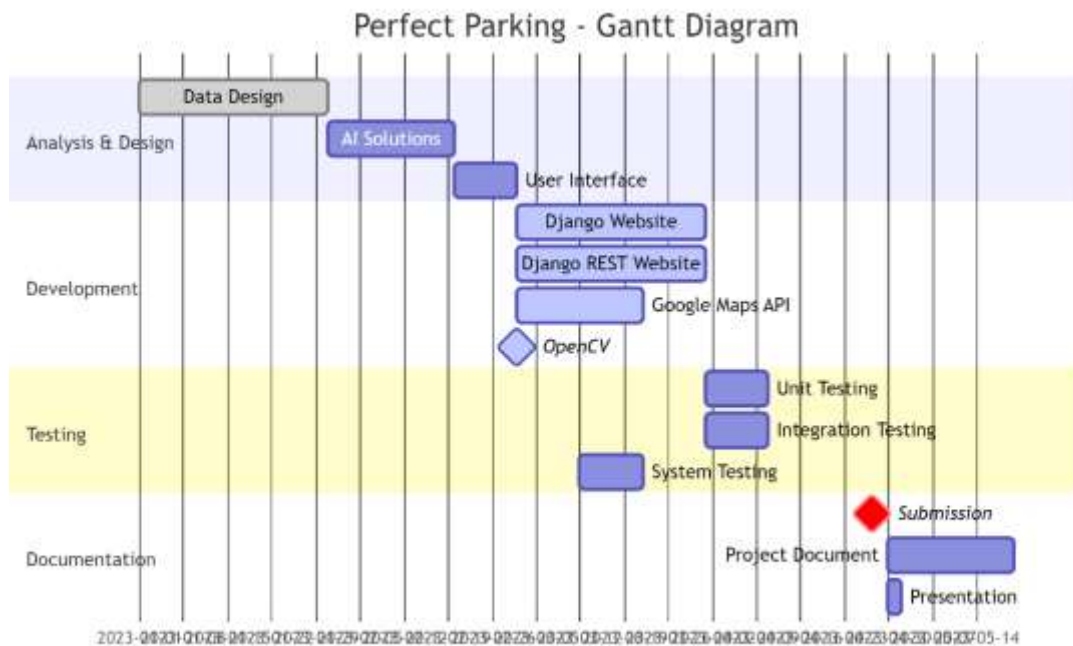 Perfect Parking - Gantt Diagram
Data Design
Analysis & Design
AI Solutions
User Interface
Django Website
Django REST Website
Development
Google Maps API
OpenCV
Unit Testing
Testing
Integration Testing
System Testing
Submission
Project Document
Documentation
Presentation